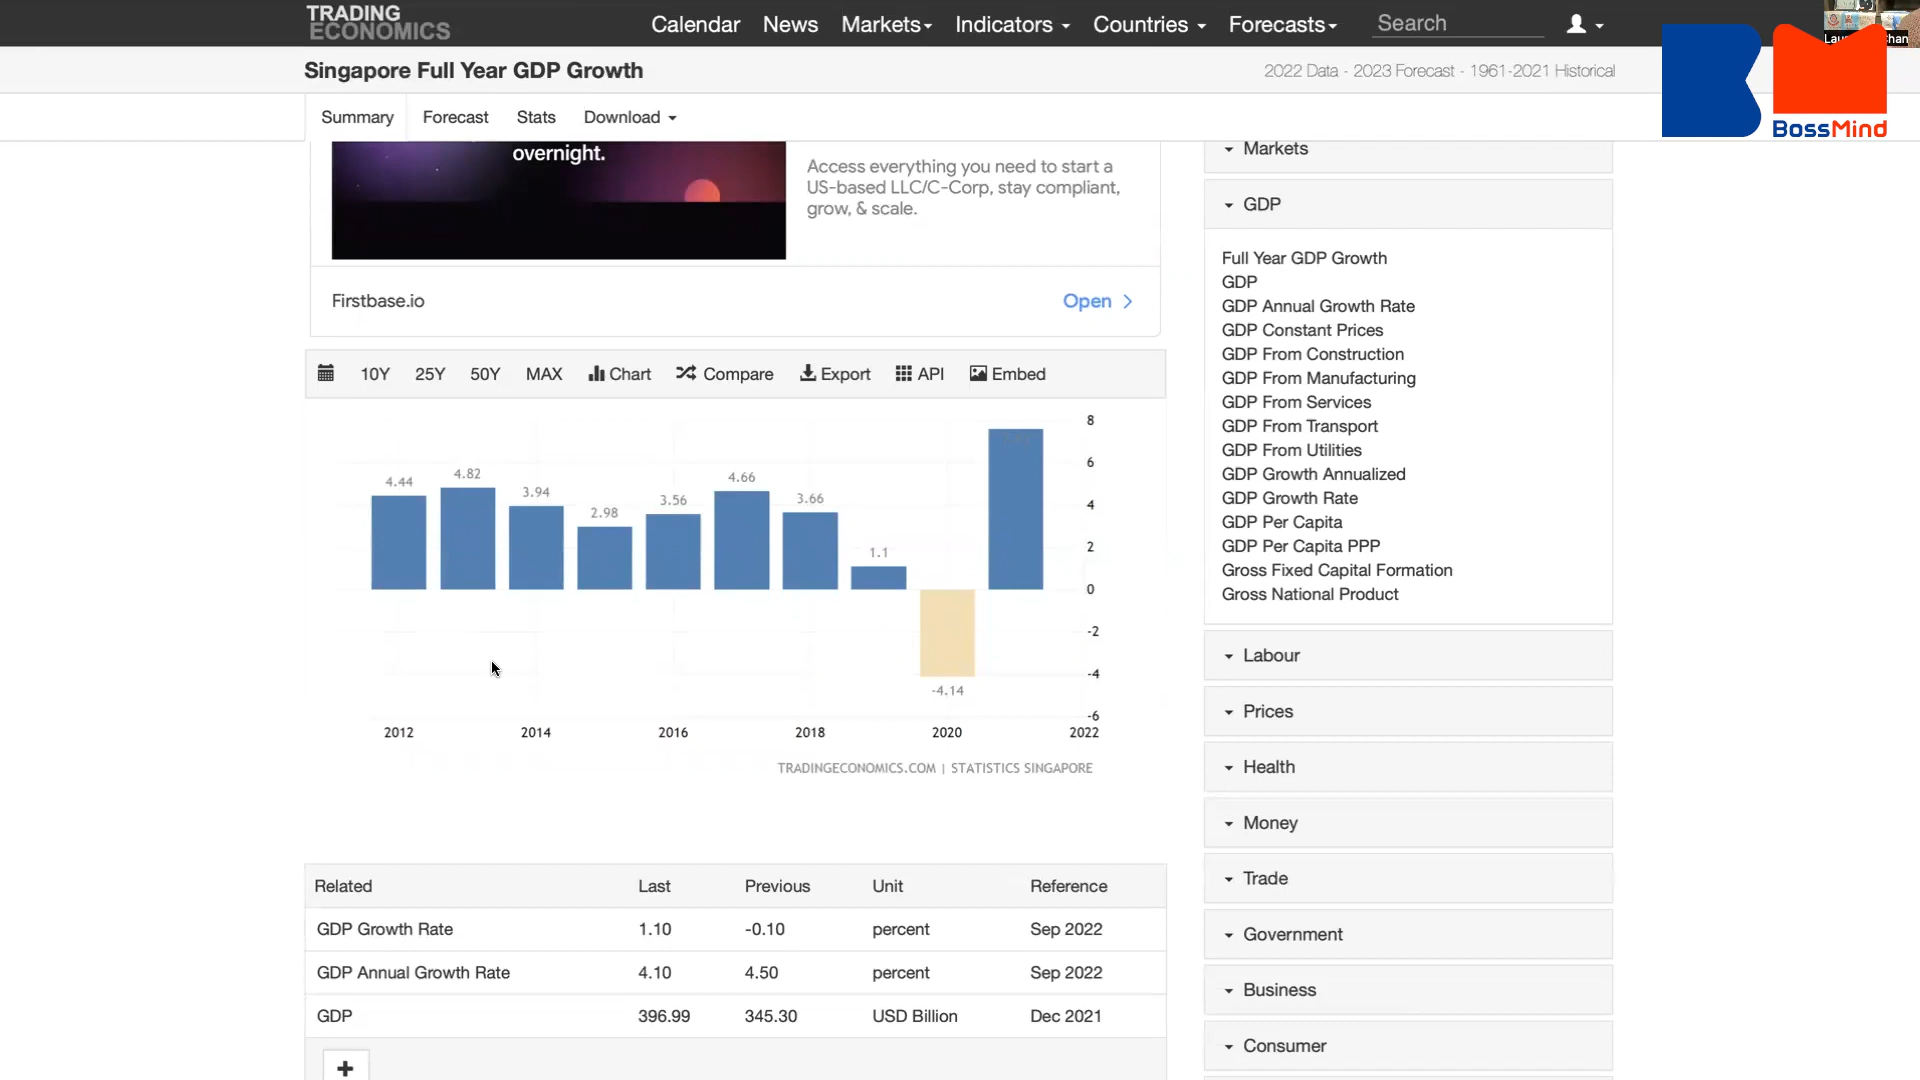 TRADING
ECONOMICS
Calendar News Markets Indicators Countries Forecasts Search
Singapore Full Year GDP Growth
2022 Data - 2023 Forecast - 1961-2021 Historical
BossMind
Summary Forecast Stats Download
overnight.
Access everything you need to start a
US-based LLC/C-Corp, stay compliant,
grow, & scale.
Firstbase.io
Open
10Y 25Y 50Y MAX Chart Compare Export API Embed
8
6
4
2
0
-2
-4
-6
4.44
4.82
3.94
2.98
3.56
4.66
3.66
1.1
-4.14
2012 2014 2016 2018 2020 2022
TRADINGECONOMICS.COM | STATISTICS SINGAPORE
Related Last Previous Unit Reference
GDP Growth Rate 1.10 -0.10 percent Sep 2022
GDP Annual Growth Rate 4.10 4.50 percent Sep 2022
GDP 396.99 345.30 USD Billion Dec 2021
+
Markets
GDP
Full Year GDP Growth
GDP
GDP Annual Growth Rate
GDP Constant Prices
GDP From Construction
GDP From Manufacturing
GDP From Services
GDP From Transport
GDP From Utilities
GDP Growth Annualized
GDP Growth Rate
GDP Per Capita
GDP Per Capita PPP
Gross Fixed Capital Formation
Gross National Product
Labour
Prices
Health
Money
Trade
Government
Business
Consumer